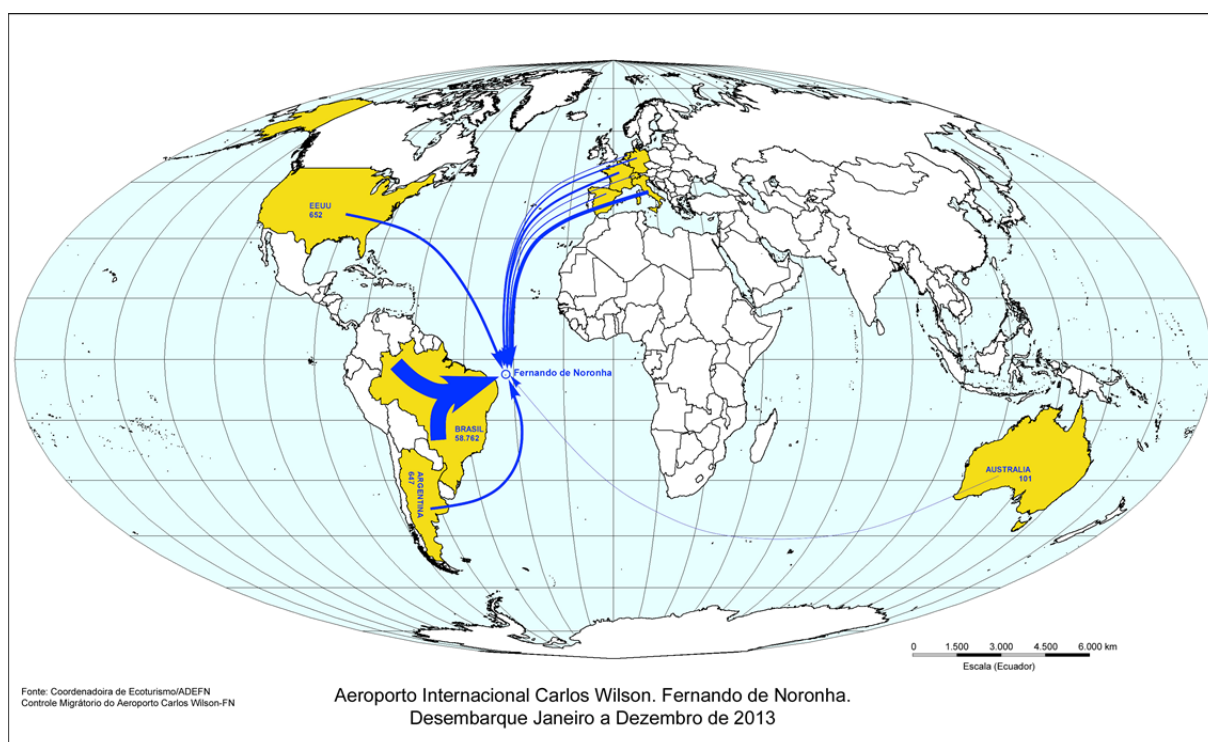 EEUU
652
Fernando de Noronha
BRASIL
58.762
ARGENTINA
647
AUSTRALIA
101
0 1.500 3.000 4.500 6.000 km
Escala (Ecuador)
Fonte: Coordenadoira de Ecoturismo/ADEFN
Controle Migrátorio do Aeroporto Carlos Wilson-FN
Aeroporto Internacional Carlos Wilson. Fernando de Noronha.
Desembarque Janeiro a Dezembro de 2013